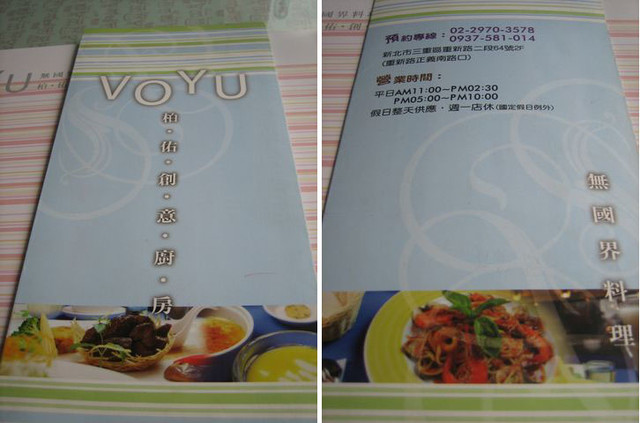 VOYU
柏・佑・創・意・廚・房
預約專線：02-2970-3578
0937-581-014
新北市三重區重新路二段64號2F
(重新路正義南路口)
營業時間：
平日AM11:00~PM02:30
PM05:00~PM10:00
假日整天供應・週一店休(國定假日例外)
無國界料理